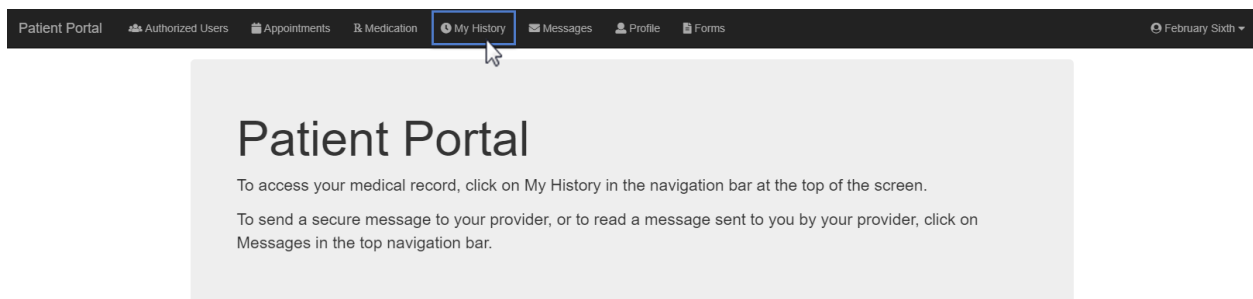 Patient Portal Authorized Users Appointments Medication My History Messages Profile Forms February Sixth
Patient Portal
To access your medical record, click on My History in the navigation bar at the top of the screen.
To send a secure message to your provider, or to read a message sent to you by your provider, click on
Messages in the top navigation bar.